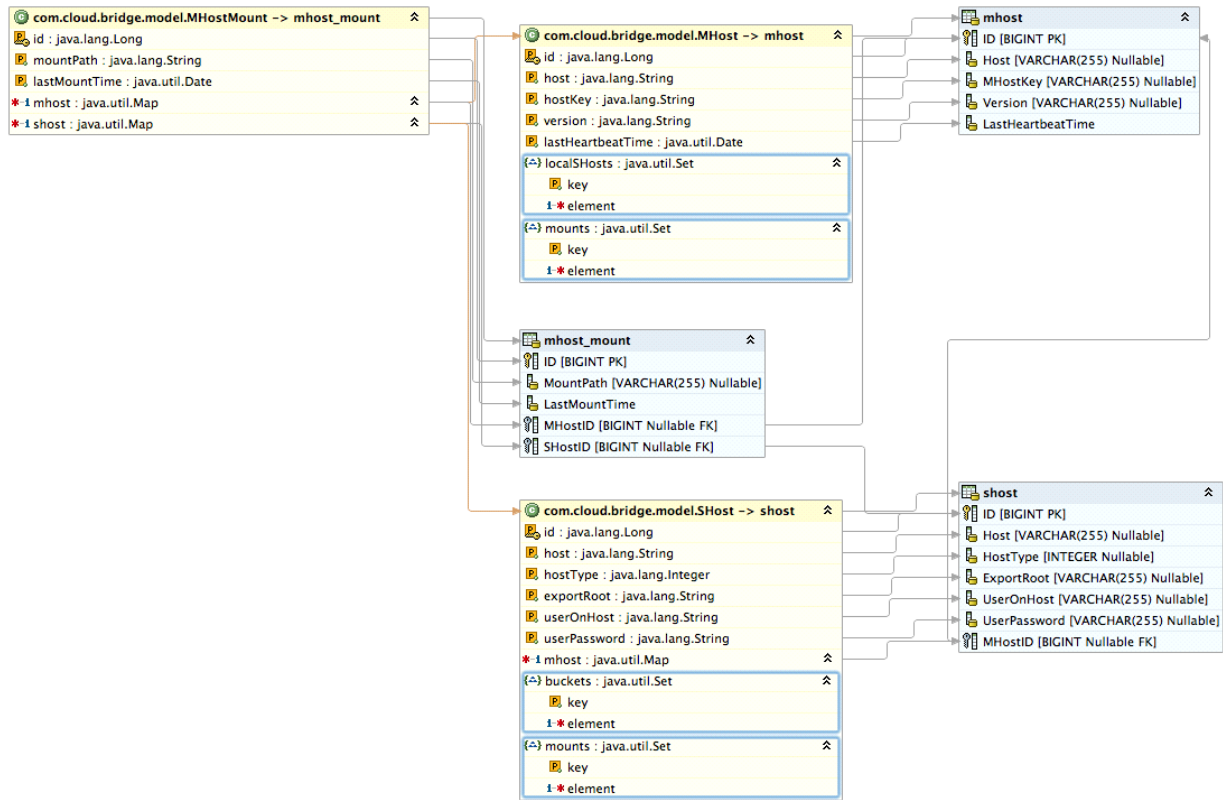 com.cloud.bridge.model.MHostMount -> mhost_mount
id : java.lang.Long
mountPath : java.lang.String
lastMountTime : java.util.Date
mhost : java.util.Map
shost : java.util.Map
com.cloud.bridge.model.MHost -> mhost
id : java.lang.Long
host : java.lang.String
hostKey : java.lang.String
version : java.lang.String
lastHeartbeatTime : java.util.Date
localSHosts : java.util.Set
key
element
mounts : java.util.Set
key
element
mhost
ID [BIGINT PK]
Host [VARCHAR(255) Nullable]
MHostKey [VARCHAR(255) Nullable]
Version [VARCHAR(255) Nullable]
LastHeartbeatTime
mhost_mount
ID [BIGINT PK]
MountPath [VARCHAR(255) Nullable]
LastMountTime
MHostID [BIGINT Nullable FK]
SHostID [BIGINT Nullable FK]
com.cloud.bridge.model.SHost -> shost
id : java.lang.Long
host : java.lang.String
hostType : java.lang.Integer
exportRoot : java.lang.String
userOnHost : java.lang.String
userPassword : java.lang.String
mhost : java.util.Map
buckets : java.util.Set
key
element
mounts : java.util.Set
key
element
shost
ID [BIGINT PK]
Host [VARCHAR(255) Nullable]
HostType [INTEGER Nullable]
ExportRoot [VARCHAR(255) Nullable]
UserOnHost [VARCHAR(255) Nullable]
UserPassword [VARCHAR(255) Nullable]
MHostID [BIGINT Nullable FK]